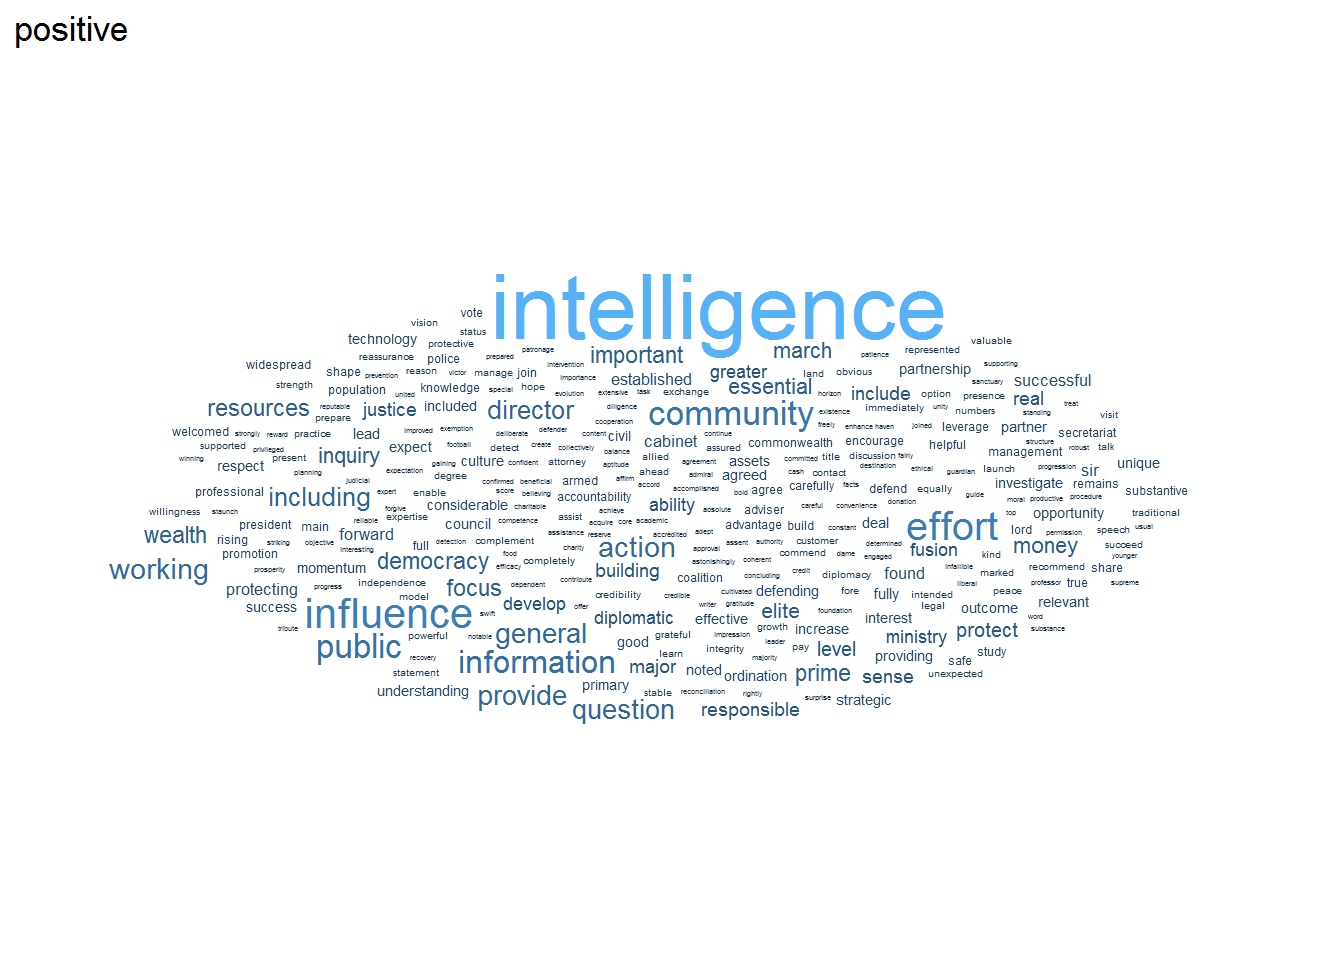 positive
intelligence
vote
vision
status
technology protective
valuable
reassurance police prepared patronage intervention important march patience represented
widespread shape prevention reason victor manage join importance established greater land obvious partnership supporting
strength population united knowledge special hope evolution extensive task exchange essential horizon include option presence sanctuary successful
resources reputable justice included director diligence community existence immediately unity numbers real treat
prepare cooperation freely enhance haven joined leverage partner standing visit
welcomed strongly reward practice lead improved exemption deliberate defender content civil continue commonwealth encourage secretariat
supported privileged expect football detect create collectively balance cabinet assured discussion fairly helpful management structure robust talk
winning present inquiry gaining culture confident attorney aptitude allied agreement assets committed title destination ethical guardian launch progression sir unique
respect planning expectation degree confirmed beneficial armed affirm ahead admiral agreed cash contact investigate remains
judicial accord accomplished carefully facts defend equally
professional including expert enable score believing accountability bold agree guide moral productive procedure substantive
willingness staunch forgive considerable charitable achieve ability absolute adviser careful convenience donation top opportunity traditional
president main reliable expertise council competence assist acquire core academic advantage build constant deal effort lord permission speech usual
wealth rising striking objective forward assistance reserve accredited adept customer determined
interesting full detection complement charity action approval assent authority fusion money succeed
promotion democracy food completely astonishingly coherent commend dame engaged kind younger
working prosperity momentum efficacy building concluding credit infallible marked recommend share
protecting progress independence focus dependent contribute coalition diplomacy found liberal professor true supreme
model credibility credible cultivated defending fore fully intended peace
success influence swift develop offer writer gratitude elite foundation legal outcome relevant
tribute diplomatic effective interest word
public powerful notable general good grateful impression growth leader increase ministry protect substance
recovery information learn integrity majority pay level providing safe study
statement major noted ordination prime sense unexpected
understanding provide primary stable reconciliation rightly surprise strategic
question responsible